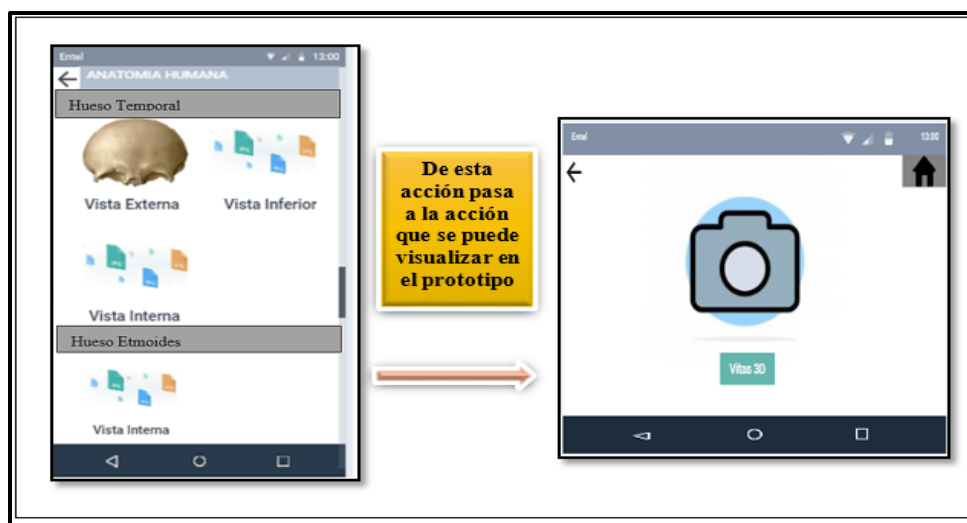 Entel 13:00
ANATOMIA HUMANA
Hueso Temporal
Vista Externa Vista Inferior
Vista Interna
Hueso Etmoides
Vista Interna
De esta
acción pasa
a la acción
que se puede
visualizar en
el prototipo
Entel 13:00
Vitas 3D